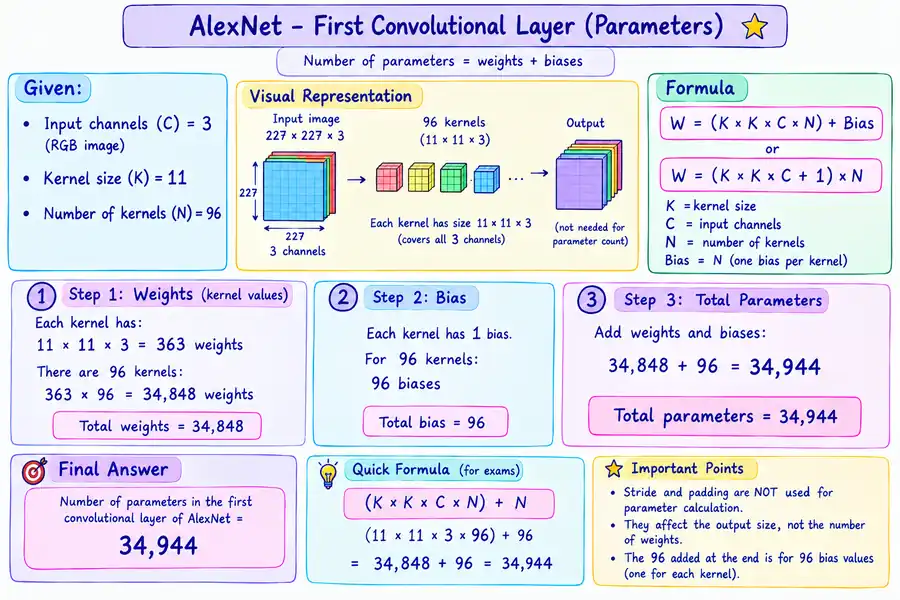 AlexNet – First Convolutional Layer (Parameters)
Number of parameters = weights + biases
Given:
• Input channels (C) = 3
(RGB image)
• Kernel size (K) = 11
• Number of kernels (N) = 96
Visual Representation
Input image
227 × 227 × 3
227
227
3 channels
96 kernels
(11 × 11 × 3)
...
Each kernel has size 11 × 11 × 3
(covers all 3 channels)
Output
(not needed for
parameter count)
Formula
W = (K × K × C × N) + Bias
or
W = (K × K × C + 1) × N
K = kernel size
C = input channels
N = number of kernels
Bias = N (one bias per kernel)
1 Step 1: Weights (kernel values)
Each kernel has:
11 × 11 × 3 = 363 weights
There are 96 kernels:
363 × 96 = 34,848 weights
Total weights = 34,848
2 Step 2: Bias
Each kernel has 1 bias.
For 96 kernels:
96 biases
Total bias = 96
3 Step 3: Total Parameters
Add weights and biases:
34,848 + 96 = 34,944
Total parameters = 34,944
Final Answer
Number of parameters in the first
convolutional layer of AlexNet =
34,944
Quick Formula (for exams)
(K × K × C × N) + N
(11 × 11 × 3 × 96) + 96
= 34,848 + 96 = 34,944
Important Points
• Stride and padding are NOT used for
parameter calculation.
• They affect the output size, not the number
of weights.
• The 96 added at the end is for 96 bias values
(one for each kernel).